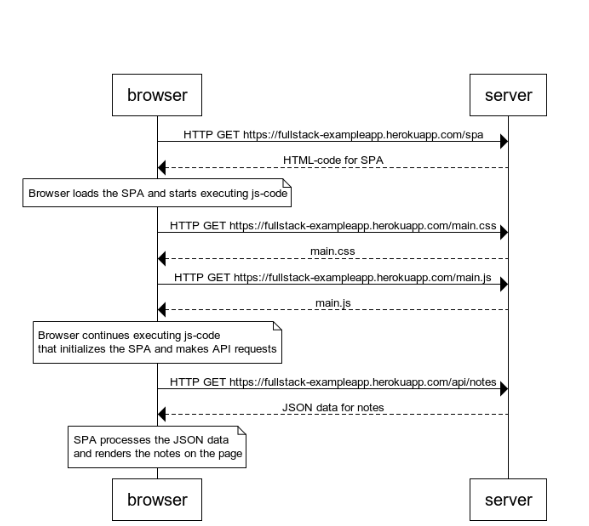 browser server
HTTP GET https://fullstack-exampleapp.herokuapp.com/spa
HTML-code for SPA
Browser loads the SPA and starts executing js-code
HTTP GET https://fullstack-exampleapp.herokuapp.com/main.css
main.css
HTTP GET https://fullstack-exampleapp.herokuapp.com/main.js
main.js
Browser continues executing js-code
that initializes the SPA and makes API requests
HTTP GET https://fullstack-exampleapp.herokuapp.com/api/notes
JSON data for notes
SPA processes the JSON data
and renders the notes on the page
browser server